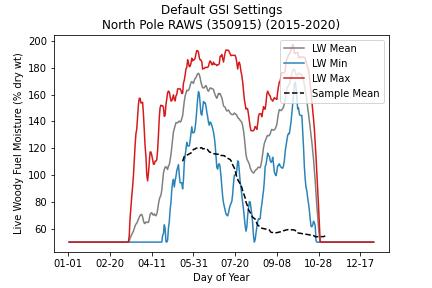 Default GSI Settings
North Pole RAWS (350915) (2015-2020)
Live Woody Fuel Moisture (% dry wt)
200
180
160
140
120
100
80
60
LW Mean
LW Min
LW Max
Sample Mean
01-01 02-20 04-11 05-31 07-20 09-08 10-28 12-17
Day of Year